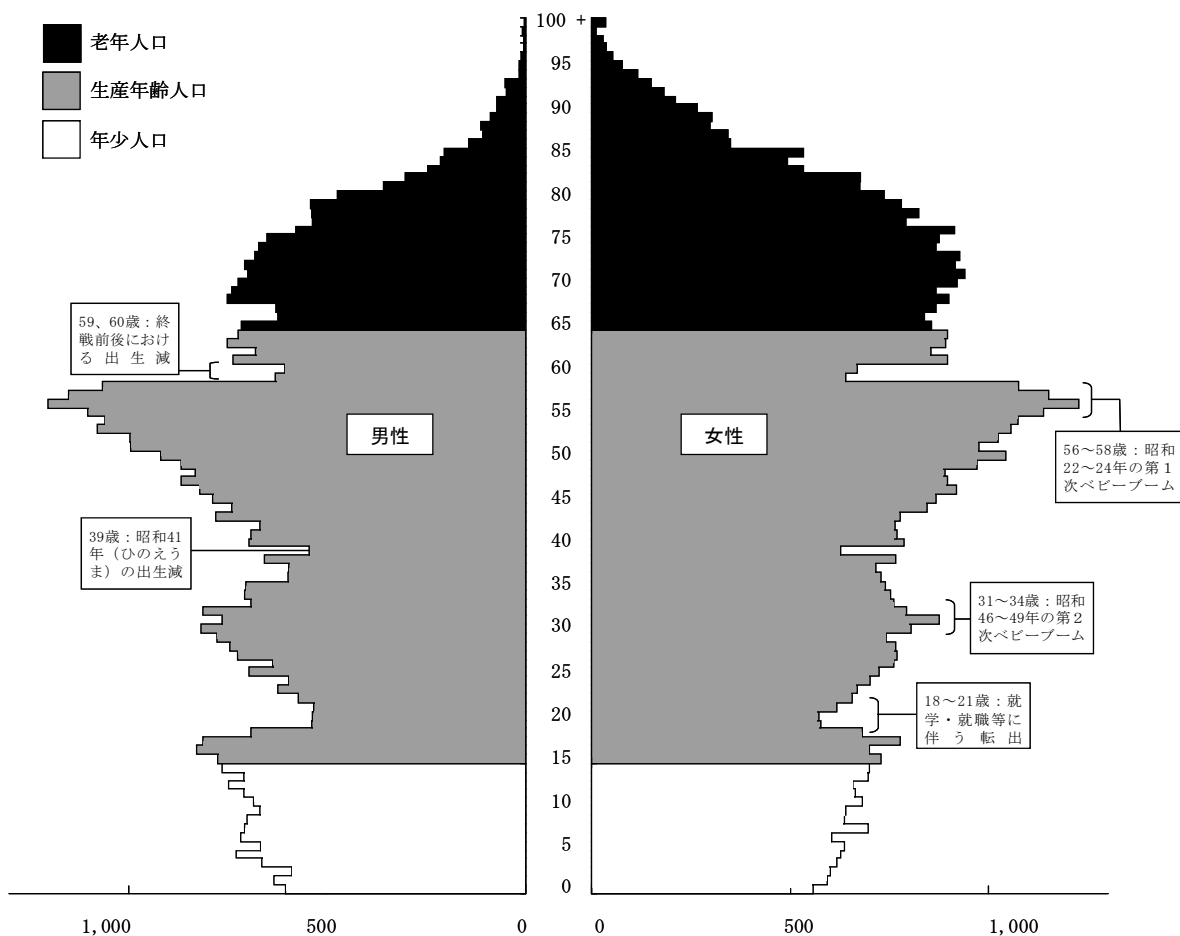 老年人口
生産年齢人口
年少人口
100 +
95
90
85
80
75
70
65
60
55
50
45
40
35
30
25
20
15
10
5
0
59、60歳：終
戦前後におけ
る出生減
男性
女性
56～58歳：昭和
22～24年の第１
次ベビーブーム
39歳：昭和41
年（ひのえう
ま）の出生減
31～34歳：昭和
46～49年の第２
次ベビーブーム
18～21歳：就
学・就職等に
伴う転出
1,000
500
0
0
500
1,000